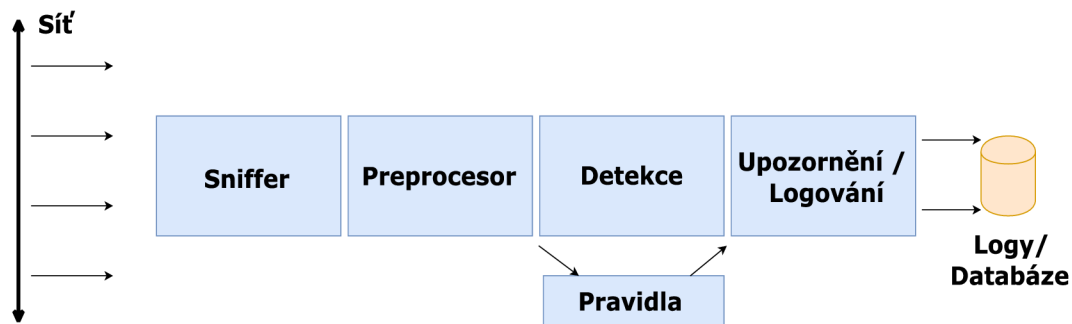 Síť
Sniffer
Preprocesor
Detekce
Upozornění /
Logování
Pravidla
Logy/
Databáze